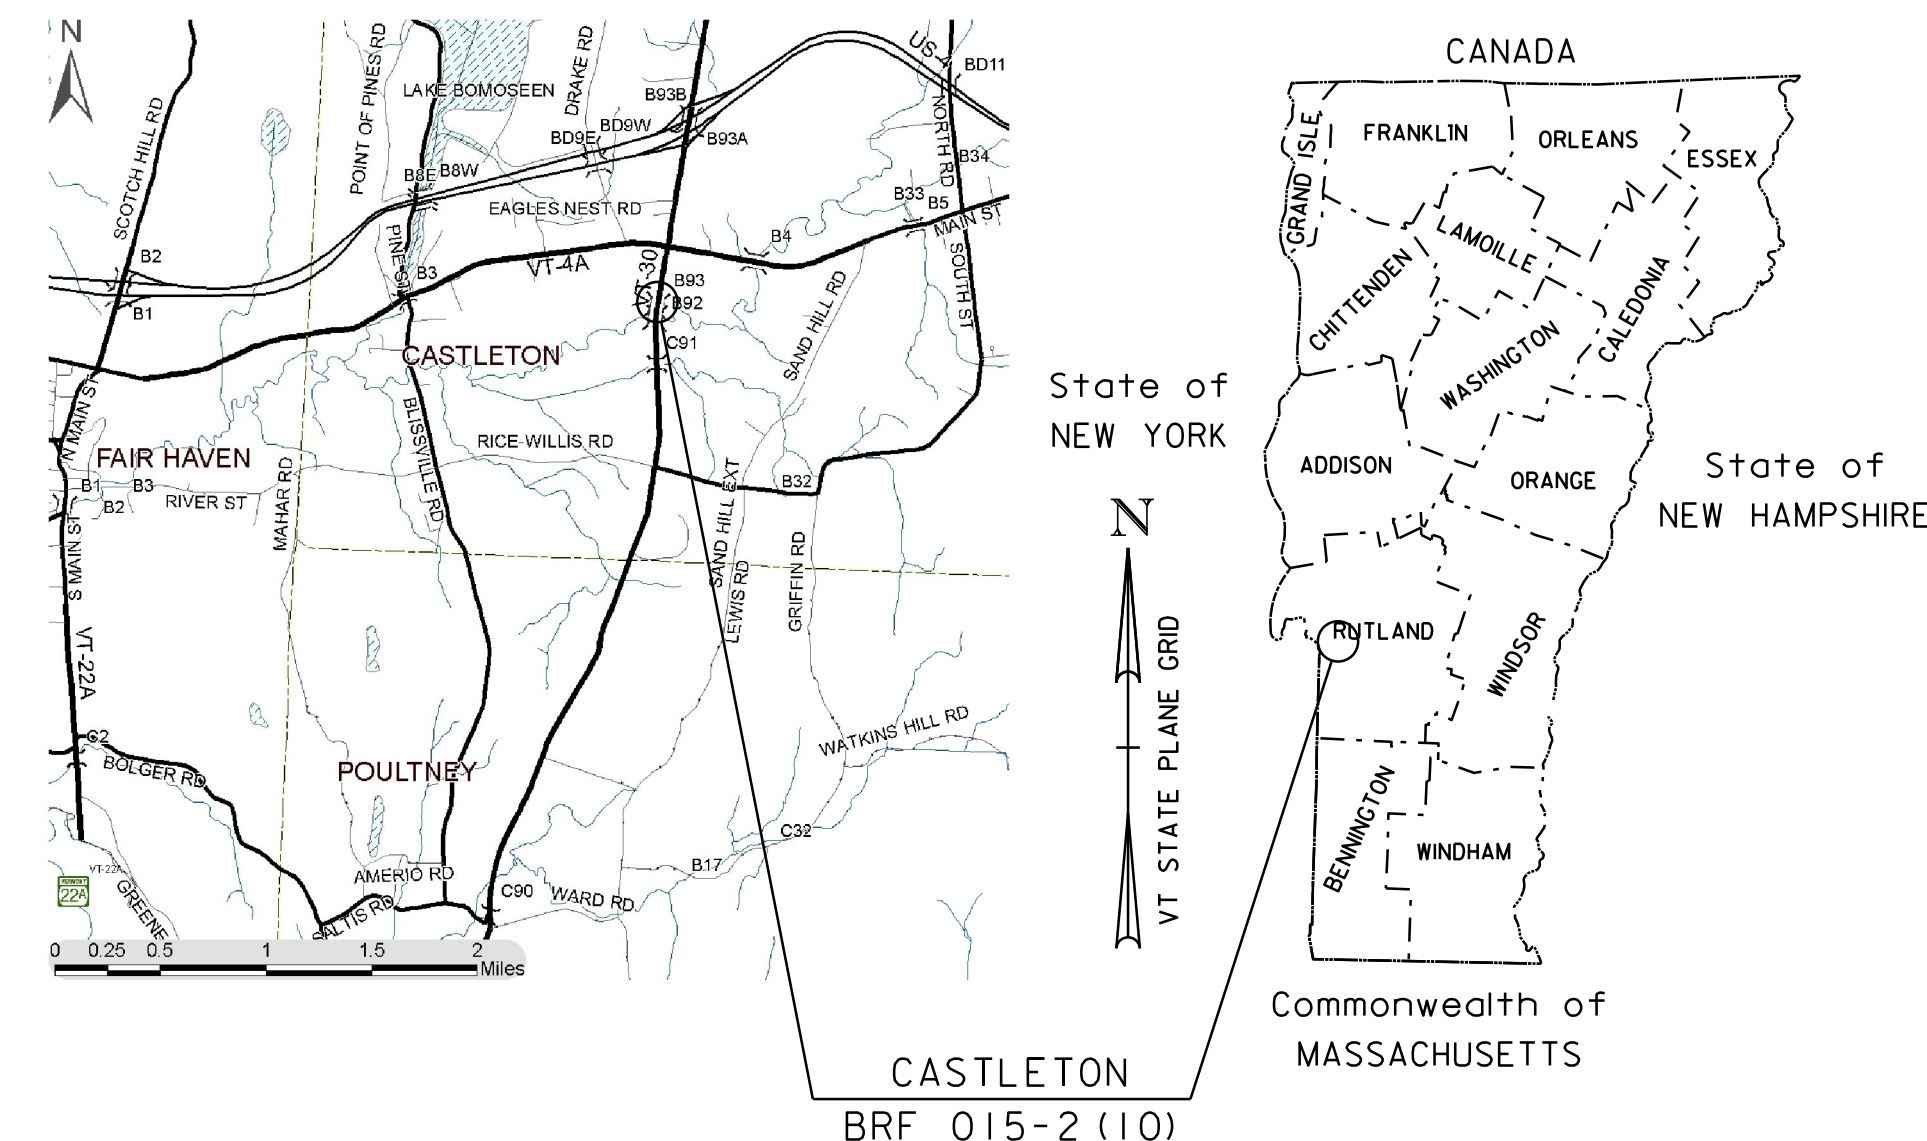 N
SCOTCH HILL RD
POINT OF PINES RD
LAKE BOMOSEEN
DRAKE RD
US-4
BD11
B93B
BD9W
BD9E
B93A
NORTH RD
B34
B8E
B8W
B33
B5
EAGLES NEST RD
MAIN ST
B4
PINE ST
B2
B3
VT-4A
VT-30
B93
B92
SOUTH ST
B1
SAND HILL RD
C91
CASTLETON
N MAIN ST
BLISSVILLE RD
RICE-WILLIS RD
FAIR HAVEN
B1
B3
B2
RIVER ST
MAHAR RD
B32
SAND HILL EXT
S MAIN ST
LEWIS RD
GRIFFIN RD
VT-22A
C2
BOLGER RD
POULTNEY
WATKINS HILL RD
C32
B17
VT-22A
VERMONT
22A
GREENE
AMERIO RD
SALTIS RD
C90
WARD RD
0 0.25 0.5 1 1.5 2
Miles
CANADA
GRAND ISLE
FRANKLIN
ORLEANS
ESSEX
LAMOILLE
CHITTENDEN
CALEDONIA
WASHINGTON
State of
NEW YORK
ADDISON
ORANGE
State of
NEW HAMPSHIRE
N
VT STATE PLANE GRID
RUTLAND
WINDSOR
BENNINGTON
WINDHAM
Commonwealth of
MASSACHUSETTS
CASTLETON
BRF 015-2 (10)